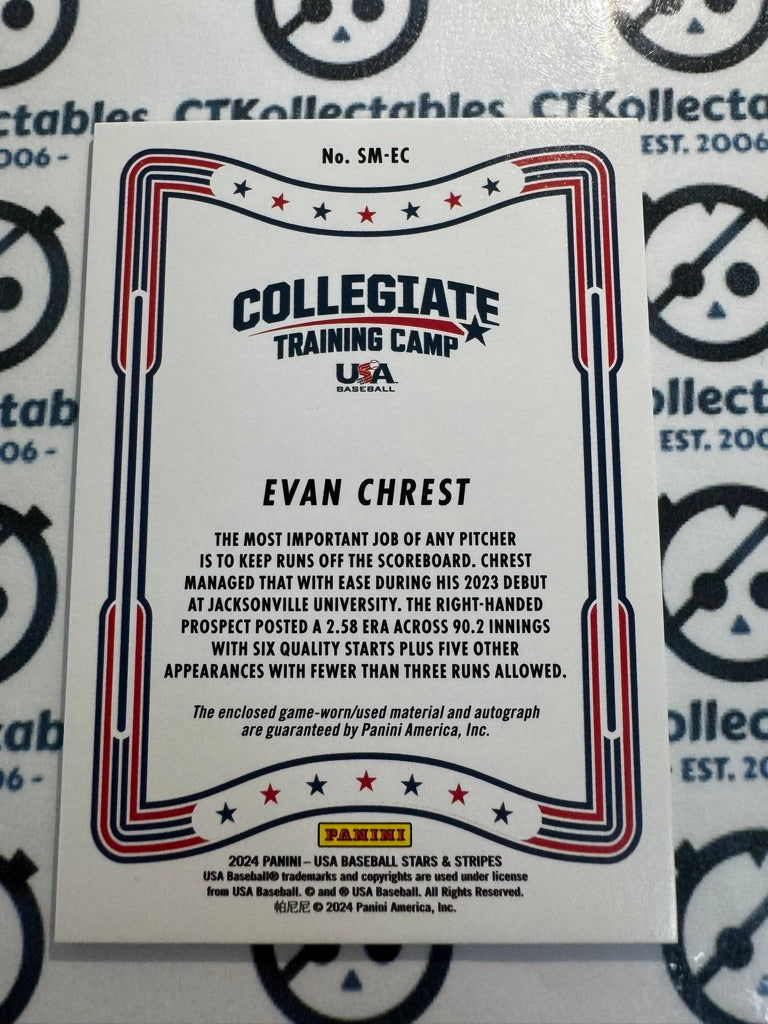 ctables CTKollectables CTKollecta
2006 - EST. 2006
No. SM-EC
COLLEGIATE
TRAINING CAMP
USA
BASEBALL
ctab ollect
06 - EST. 200
EVAN CHREST
THE MOST IMPORTANT JOB OF ANY PITCHER
IS TO KEEP RUNS OFF THE SCOREBOARD. CHREST
MANAGED THAT WITH EASE DURING HIS 2023 DEBUT
AT JACKSONVILLE UNIVERSITY. THE RIGHT-HANDED
PROSPECT POSTED A 2.58 ERA ACROSS 90.2 INNINGS
WITH SIX QUALITY STARTS PLUS FIVE OTHER
APPEARANCES WITH FEWER THAN THREE RUNS ALLOWED.
The enclosed game-worn/used material and autograph
are guaranteed by Panini America, Inc.
ctab ollec
06 - EST. 20
PANINI
2024 PANINI – USA BASEBALL STARS & STRIPES
USA Baseball® trademarks and copyrights are used under license
from USA Baseball. © and ® USA Baseball. All Rights Reserved.
帕尼尼 © 2024 Panini America, Inc.